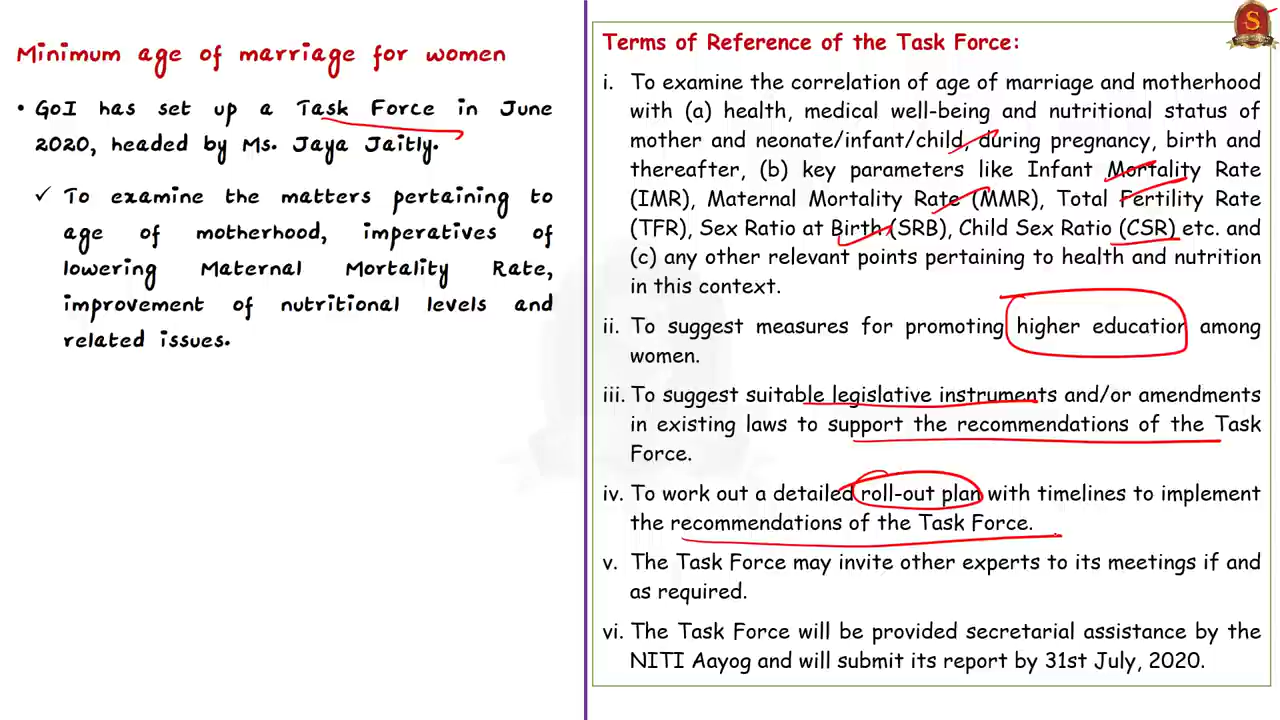 Minimum age of marriage for women
• GoI has set up a Task Force in June
2020, headed by Ms. Jaya Jaitly.
✓ To examine the matters pertaining to
age of motherhood, imperatives of
lowering Maternal Mortality Rate,
improvement of nutritional levels and
related issues.
Terms of Reference of the Task Force:
i. To examine the correlation of age of marriage and motherhood
with (a) health, medical well-being and nutritional status of
mother and neonate/infant/child, during pregnancy, birth and
thereafter, (b) key parameters like Infant Mortality Rate
(IMR), Maternal Mortality Rate (MMR), Total Fertility Rate
(TFR), Sex Ratio at Birth (SRB), Child Sex Ratio (CSR) etc. and
(c) any other relevant points pertaining to health and nutrition
in this context.
ii. To suggest measures for promoting higher education among
women.
iii. To suggest suitable legislative instruments and/or amendments
in existing laws to support the recommendations of the Task
Force.
iv. To work out a detailed roll-out plan with timelines to implement
the recommendations of the Task Force.
v. The Task Force may invite other experts to its meetings if and
as required.
vi. The Task Force will be provided secretarial assistance by the
NITI Aayog and will submit its report by 31st July, 2020.
S